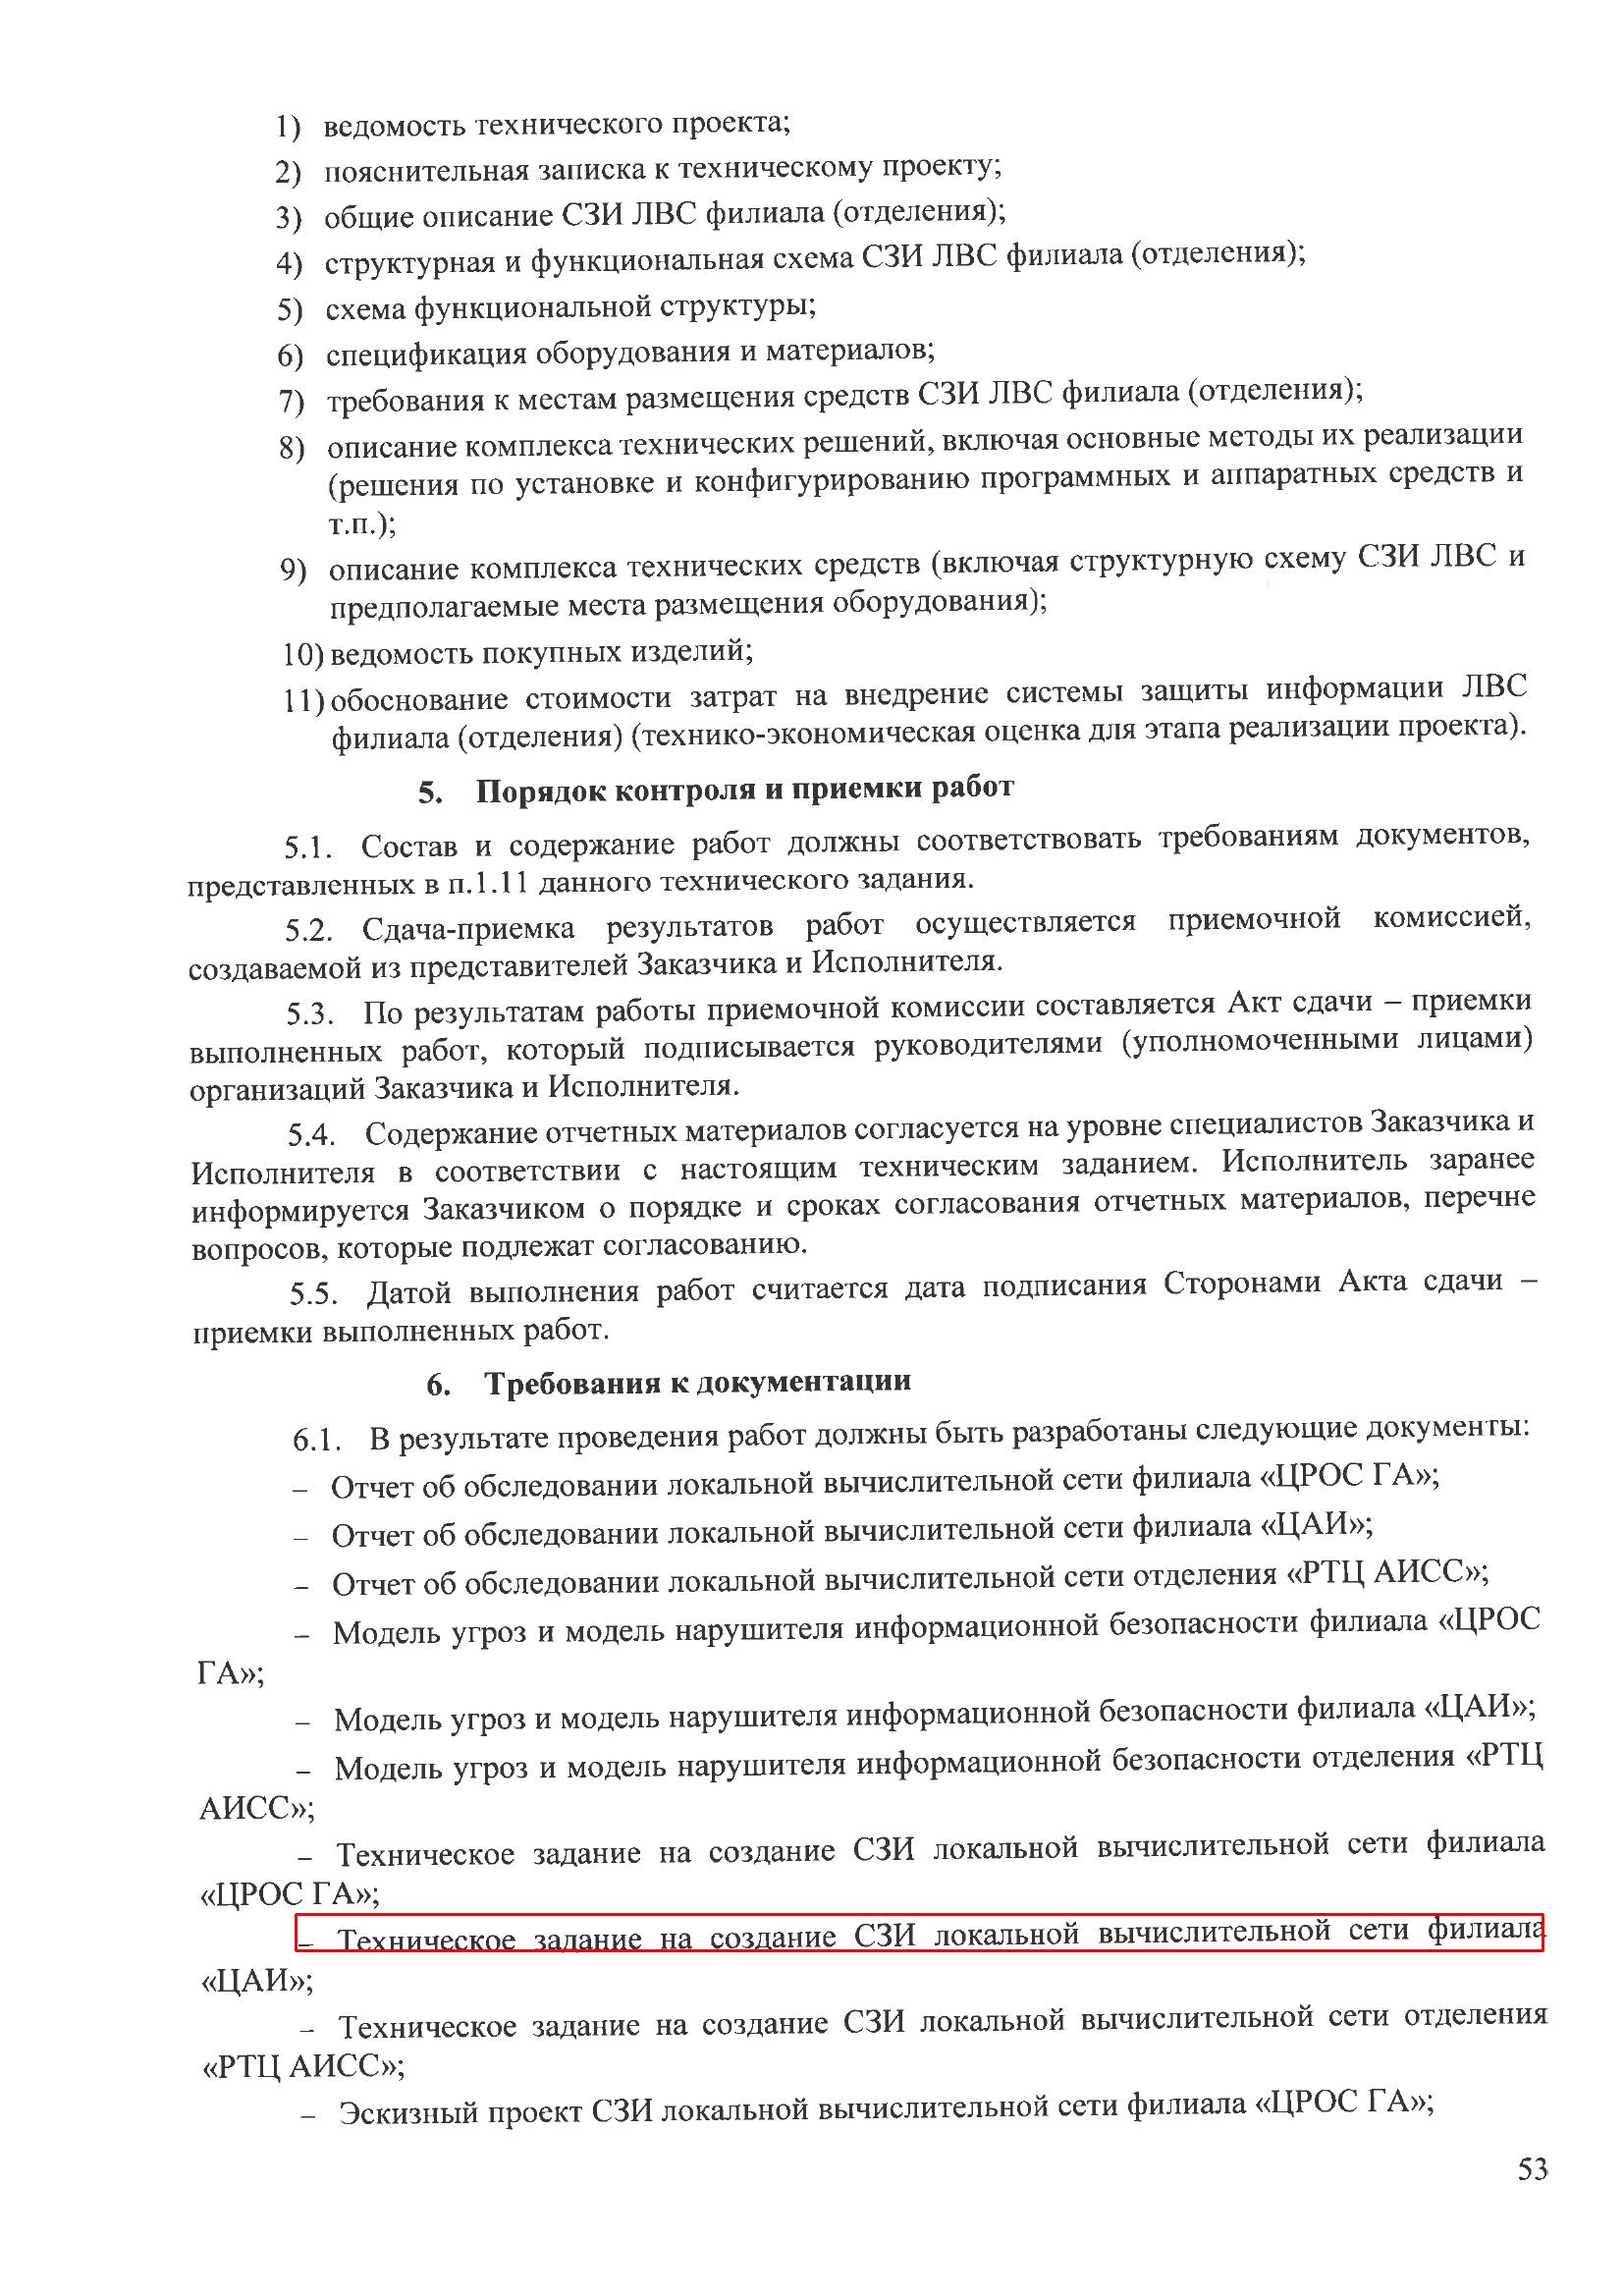 1) ведомость технического проекта;
2) пояснительная записка к техническому проекту;
3) общие описание СЗИ ЛВС филиала (отделения);
4) структурная и функциональная схема СЗИ ЛВС филиала (отделения);
5) схема функциональной структуры;
6) спецификация оборудования и материалов;
7) требования к местам размещения средств СЗИ ЛВС филиала (отделения);
8) описание комплекса технических решений, включая основные методы их реализации
(решения по установке и конфигурированию программных и аппаратных средств и
т.п.);
9) описание комплекса технических средств (включая структурную схему СЗИ ЛВС и
предполагаемые места размещения оборудования);
10) ведомость покупных изделий;
11) обоснование стоимости затрат на внедрение системы защиты информации ЛВС
филиала (отделения) (технико-экономическая оценка для этапа реализации проекта).
5. Порядок контроля и приемки работ
5.1. Состав и содержание работ должны соответствовать требованиям документов,
представленных в п.1.11 данного технического задания.
5.2. Сдача-приемка результатов работ осуществляется приемочной комиссией,
создаваемой из представителей Заказчика и Исполнителя.
5.3. По результатам работы приемочной комиссии составляется Акт сдачи – приемки
выполненных работ, который подписывается руководителями (уполномоченными лицами)
организаций Заказчика и Исполнителя.
5.4. Содержание отчетных материалов согласуется на уровне специалистов Заказчика и
Исполнителя в соответствии с настоящим техническим заданием. Исполнитель заранее
информируется Заказчиком о порядке и сроках согласования отчетных материалов, перечне
вопросов, которые подлежат согласованию.
5.5. Датой выполнения работ считается дата подписания Сторонами Акта сдачи –
приемки выполненных работ.
6. Требования к документации
6.1. В результате проведения работ должны быть разработаны следующие документы:
– Отчет об обследовании локальной вычислительной сети филиала «ЦРОС ГА»;
– Отчет об обследовании локальной вычислительной сети филиала «ЦАИ»;
– Отчет об обследовании локальной вычислительной сети отделения «РТЦ АИСС»;
– Модель угроз и модель нарушителя информационной безопасности филиала «ЦРОС
ГА»;
– Модель угроз и модель нарушителя информационной безопасности филиала «ЦАИ»;
– Модель угроз и модель нарушителя информационной безопасности отделения «РТЦ
АИСС»;
– Техническое задание на создание СЗИ локальной вычислительной сети филиала
«ЦРОС ГА»;
– Техническое задание на создание СЗИ локальной вычислительной сети филиала
«ЦАИ»;
– Техническое задание на создание СЗИ локальной вычислительной сети отделения
«РТЦ АИСС»;
– Эскизный проект СЗИ локальной вычислительной сети филиала «ЦРОС ГА»;
53